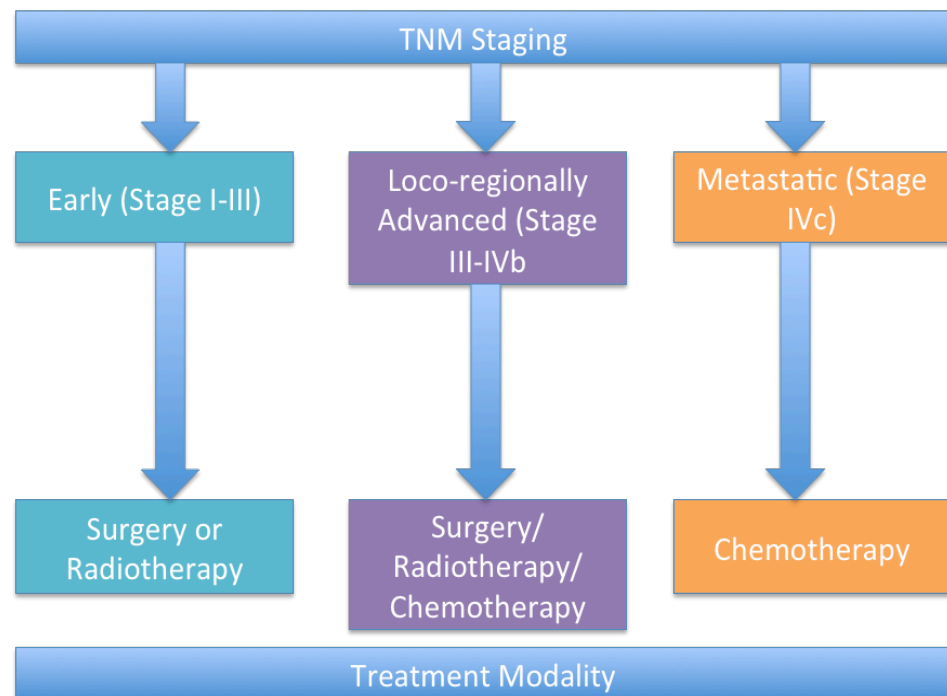 TNM Staging
Early (Stage I-III)
Loco-regionally
Advanced (Stage
III-IVb
Metastatic (Stage
IVc)
Surgery or
Radiotherapy
Surgery/
Radiotherapy/
Chemotherapy
Chemotherapy
Treatment Modality